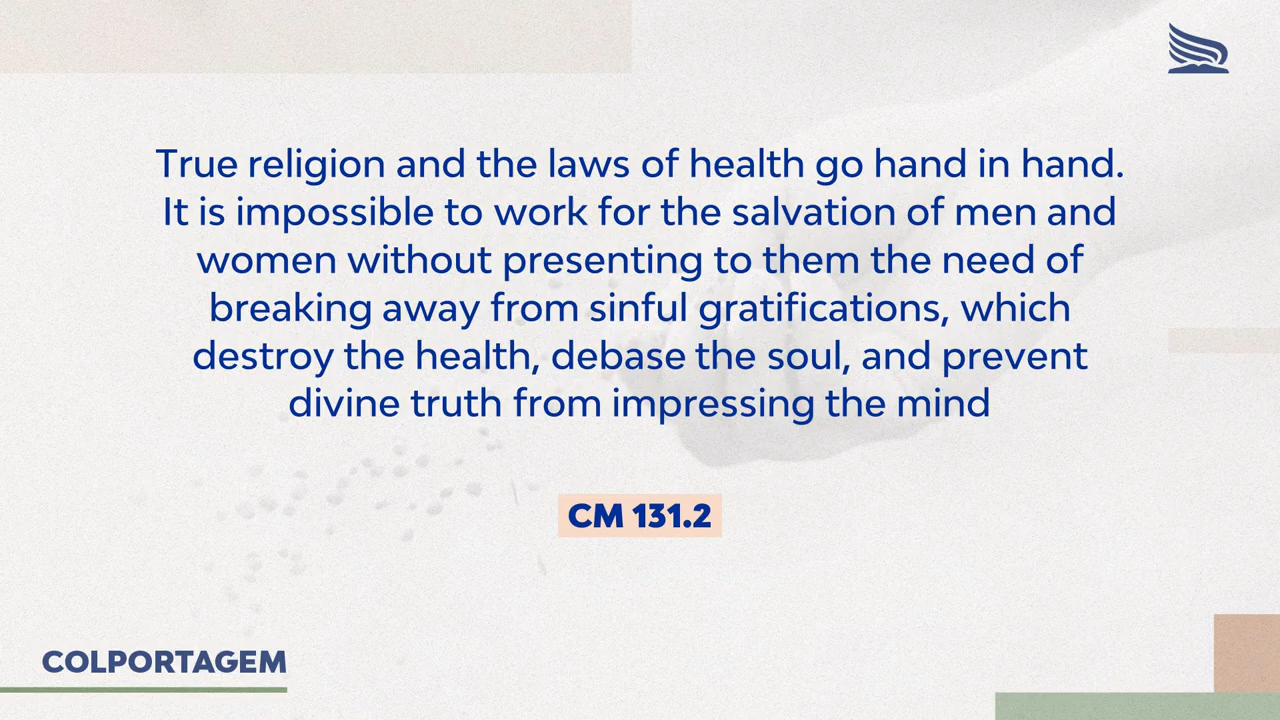 True religion and the laws of health go hand in hand.
It is impossible to work for the salvation of men and
women without presenting to them the need of
breaking away from sinful gratifications, which
destroy the health, debase the soul, and prevent
divine truth from impressing the mind
CM 131.2
COLPORTAGEM